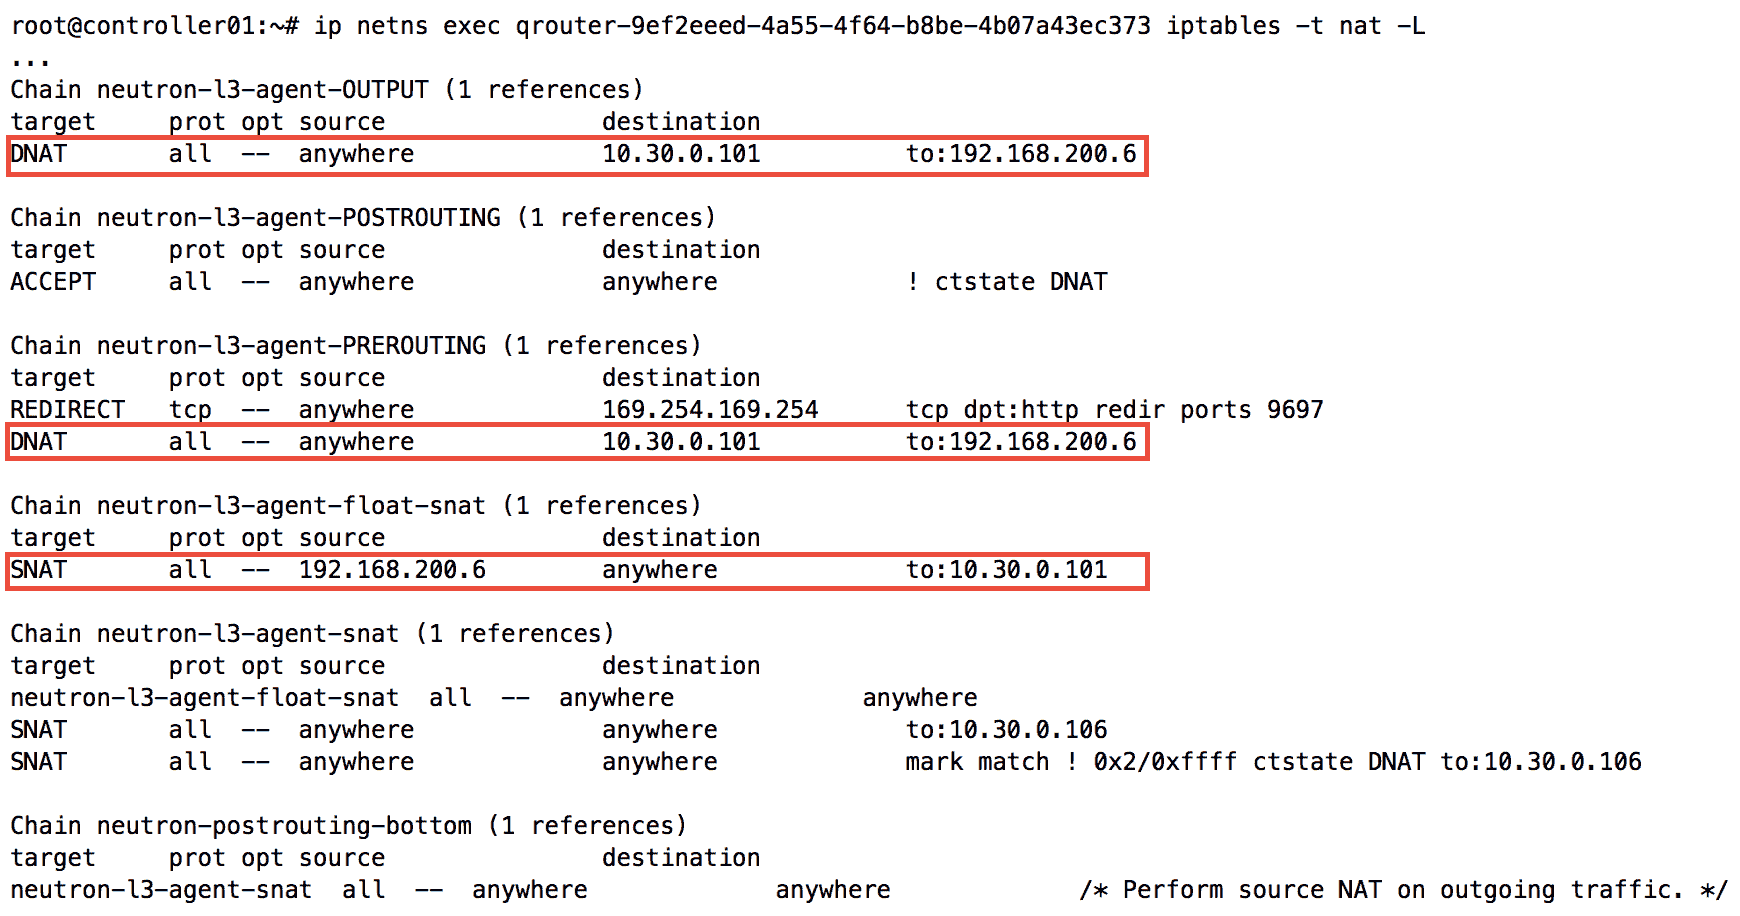 root@controller01:~# ip netns exec qrouter-9ef2eeed-4a55-4f64-b8be-4b07a43ec373 iptables -t nat -L
...
Chain neutron-l3-agent-OUTPUT (1 references)
target     prot opt source               destination
DNAT       all  --  anywhere             10.30.0.101          to:192.168.200.6
Chain neutron-l3-agent-POSTROUTING (1 references)
target     prot opt source               destination
ACCEPT     all  --  anywhere             anywhere             ! ctstate DNAT
Chain neutron-l3-agent-PREROUTING (1 references)
target     prot opt source               destination
REDIRECT   tcp  --  anywhere             169.254.169.254      tcp dpt:http redir ports 9697
DNAT       all  --  anywhere             10.30.0.101          to:192.168.200.6
Chain neutron-l3-agent-float-snat (1 references)
target     prot opt source               destination
SNAT       all  --  192.168.200.6        anywhere             to:10.30.0.101
Chain neutron-l3-agent-snat (1 references)
target     prot opt source               destination
neutron-l3-agent-float-snat  all  --  anywhere             anywhere
SNAT       all  --  anywhere             anywhere             to:10.30.0.106
SNAT       all  --  anywhere             anywhere             mark match ! 0x2/0xffff ctstate DNAT to:10.30.0.106
Chain neutron-postrouting-bottom (1 references)
target     prot opt source               destination
neutron-l3-agent-snat  all  --  anywhere             anywhere             /* Perform source NAT on outgoing traffic. */